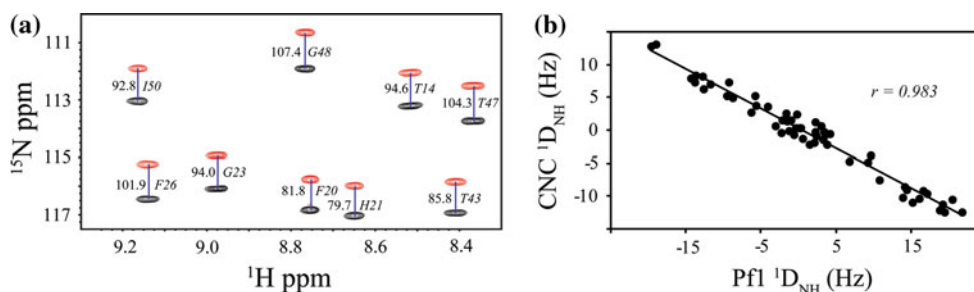 (a)
111
113
115
117
¹⁵N ppm
107.4 G48
92.8 I50
94.6 T14
104.3 T47
101.9 F26
94.0 G23
81.8 F20
79.7 H21
85.8 T43
9.2 9.0 8.8 8.6 8.4
¹H ppm
(b)
CNC ¹D_NH (Hz)
10
5
0
-5
-10
r = 0.983
-15 -5 5 15
Pf1 ¹D_NH (Hz)